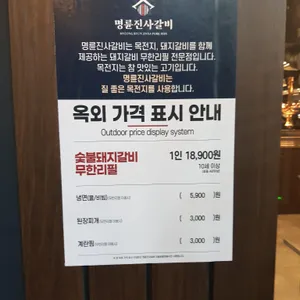 명륜진사갈비
명륜진사갈비는 목전지, 돼지갈비를 함께
제공하는 돼지갈비 무한리필 전문점입니다.
목전지는 참 맛있는 고기입니다.
명륜진사갈비는
질 좋은 목전지를 사용합니다.
옥외 가격 표시 안내
Outdoor price display system
숯불돼지갈비 1인 18,900원
무한리필 10세 이상
냉면(물/비빔) ( 5,900 )원
된장찌개 ( 3,000 )원
계란찜 ( 3,000 )원